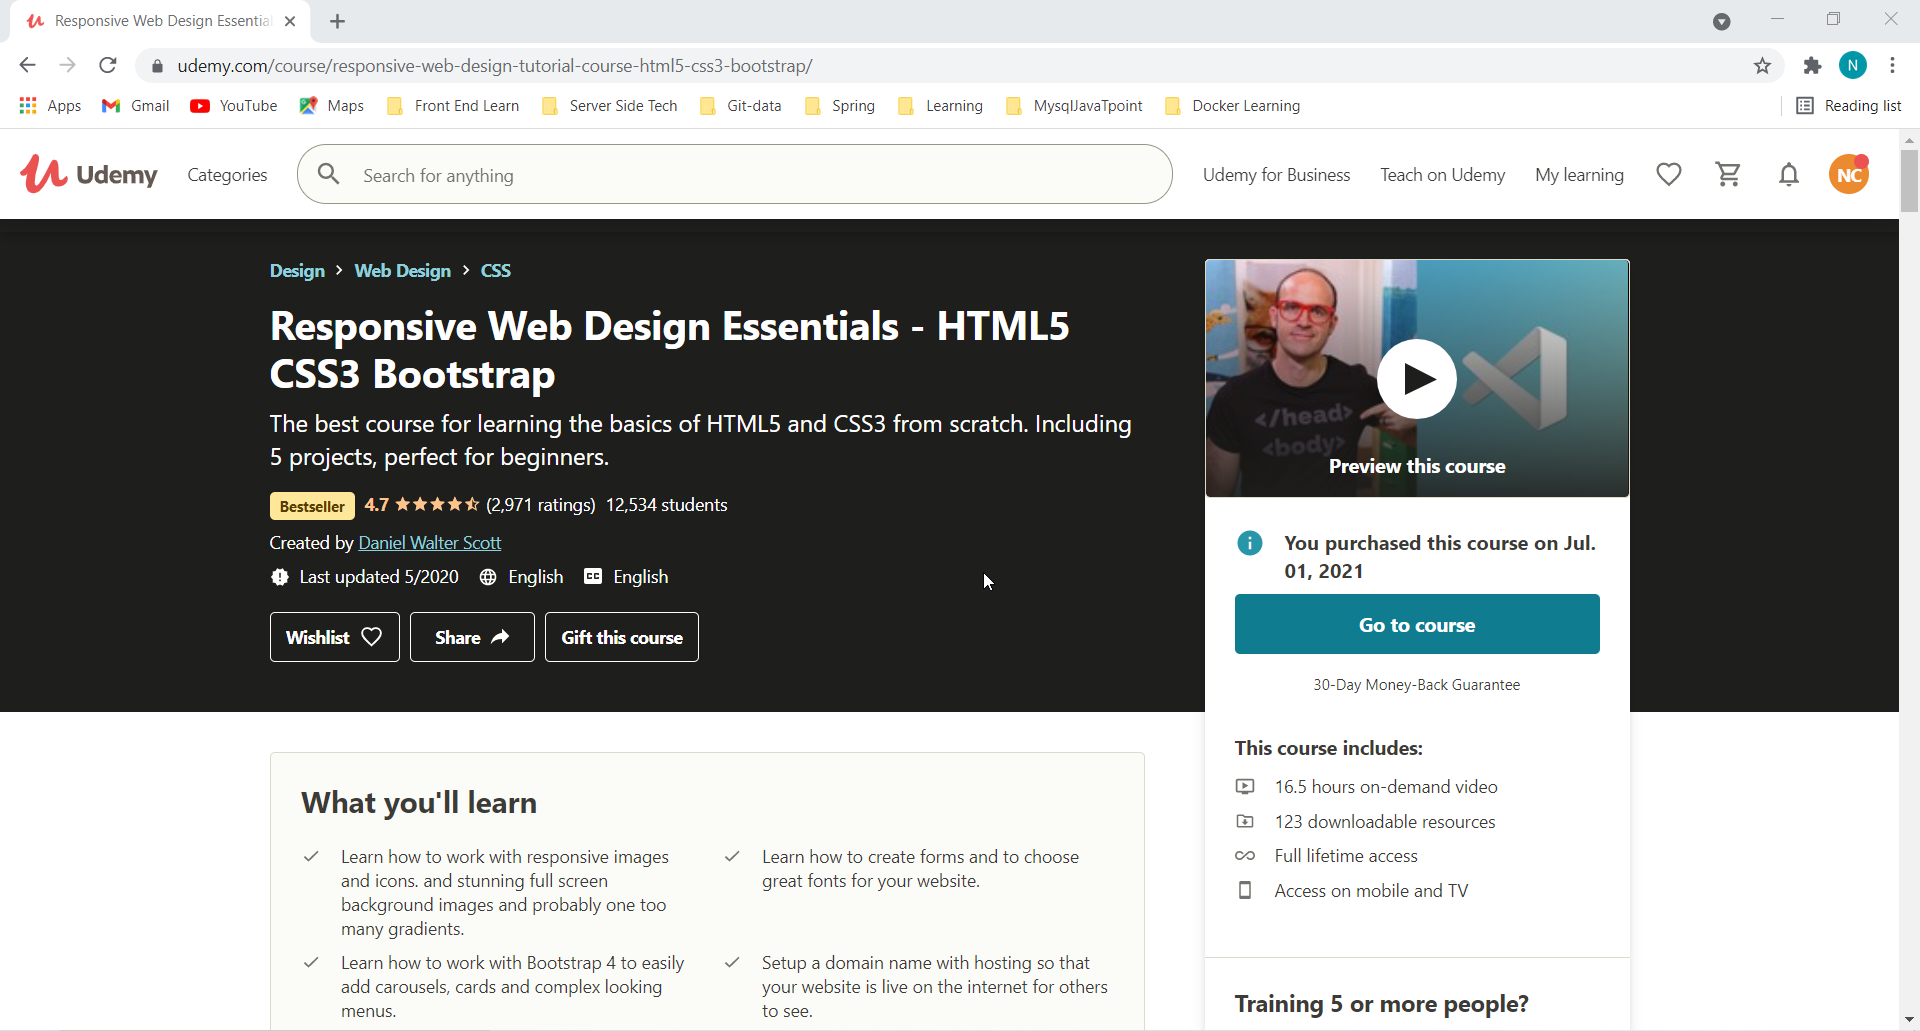 Responsive Web Design Essentia
udemy.com/course/responsive-web-design-tutorial-course-html5-css3-bootstrap/
N
Apps Gmail YouTube Maps Front End Learn Server Side Tech Git-data Spring Learning MysqlJavaTpoint Docker Learning Reading list
Udemy Categories Search for anything Udemy for Business Teach on Udemy My learning NC
Design > Web Design > CSS
Responsive Web Design Essentials - HTML5
CSS3 Bootstrap
The best course for learning the basics of HTML5 and CSS3 from scratch. Including
5 projects, perfect for beginners.
Bestseller 4.7 (2,971 ratings) 12,534 students
Created by Daniel Walter Scott
Last updated 5/2020 English CC English
Wishlist Share Gift this course
</head>
<body>
Preview this course
You purchased this course on Jul.
01, 2021
Go to course
30-Day Money-Back Guarantee
This course includes:
16.5 hours on-demand video
123 downloadable resources
Full lifetime access
Access on mobile and TV
Training 5 or more people?
What you'll learn
Learn how to work with responsive images
and icons. and stunning full screen
background images and probably one too
many gradients.
Learn how to create forms and to choose
great fonts for your website.
Learn how to work with Bootstrap 4 to easily
add carousels, cards and complex looking
menus.
Setup a domain name with hosting so that
your website is live on the internet for others
to see.